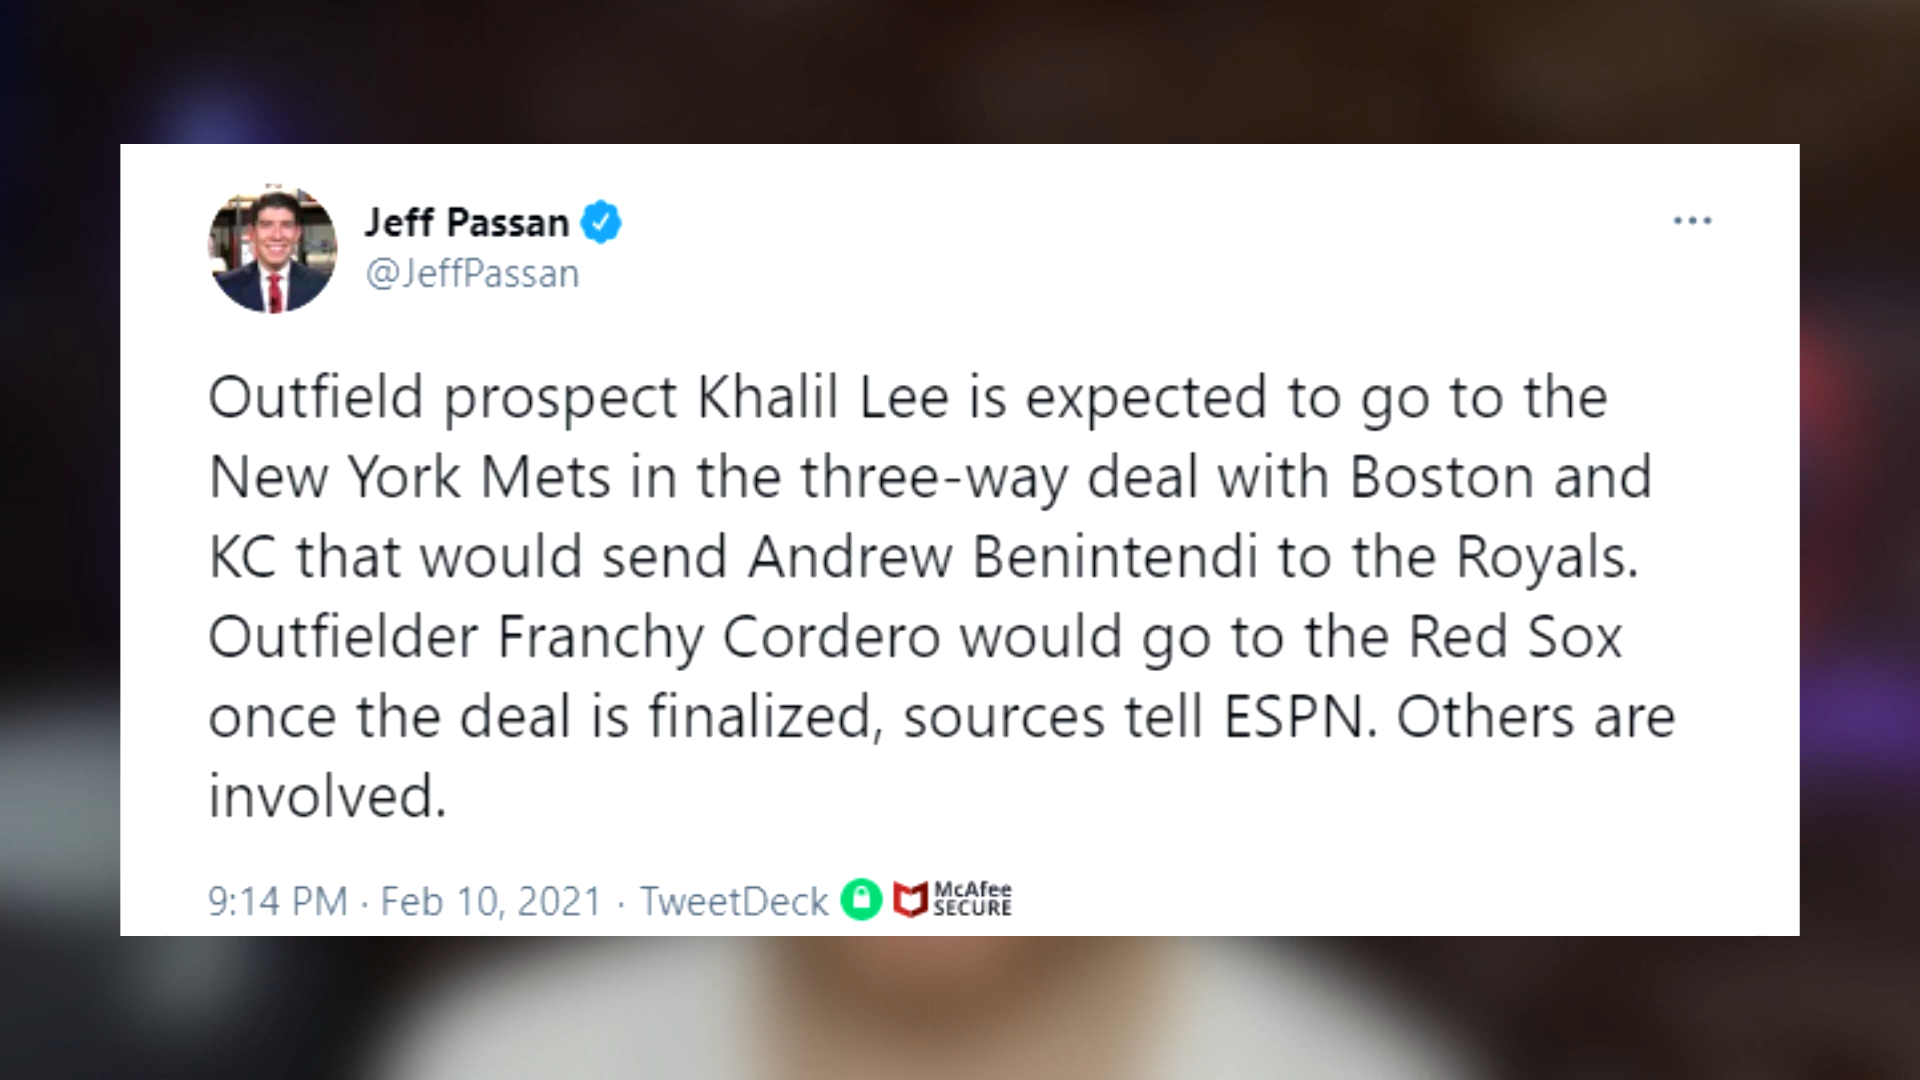 Jeff Passan
@JeffPassan
Outfield prospect Khalil Lee is expected to go to the
New York Mets in the three-way deal with Boston and
KC that would send Andrew Benintendi to the Royals.
Outfielder Franchy Cordero would go to the Red Sox
once the deal is finalized, sources tell ESPN. Others are
involved.
9:14 PM · Feb 10, 2021 · TweetDeck McAfee
SECURE